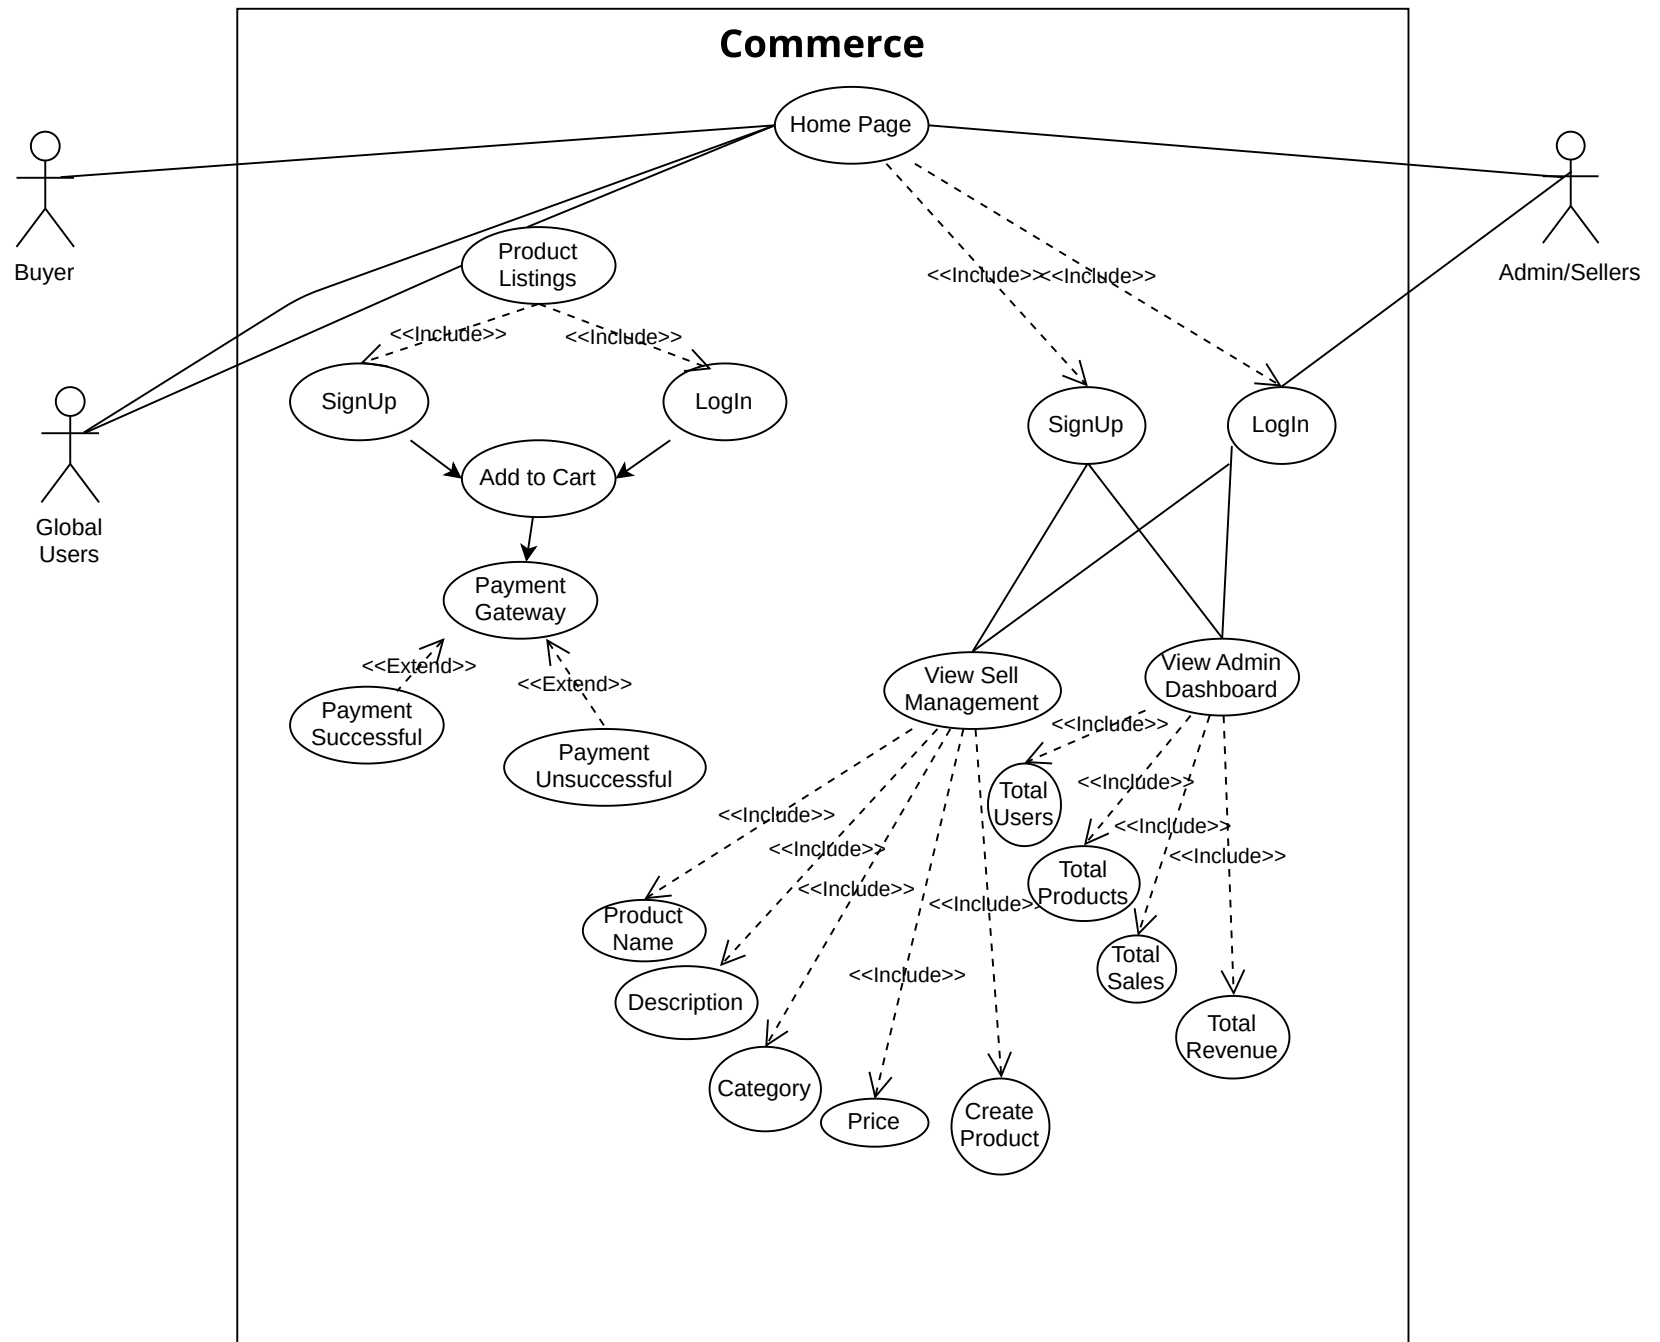 Commerce
Home Page
Buyer
Admin/Sellers
Product
Listings
<<Include>>
<<Include>>
<<Include>>
<<Include>>
SignUp
LogIn
SignUp
LogIn
Add to Cart
Global
Users
Payment
Gateway
<<Extend>>
<<Extend>>
Payment
Successful
Payment
Unsuccessful
View Sell
Management
View Admin
Dashboard
<<Include>>
Total
Users
<<Include>>
<<Include>>
<<Include>>
<<Include>>
<<Include>>
<<Include>>
<<Include>>
<<Include>>
Total
Products
Product
Name
Total
Sales
Description
Total
Revenue
Category
Price
Create
Product